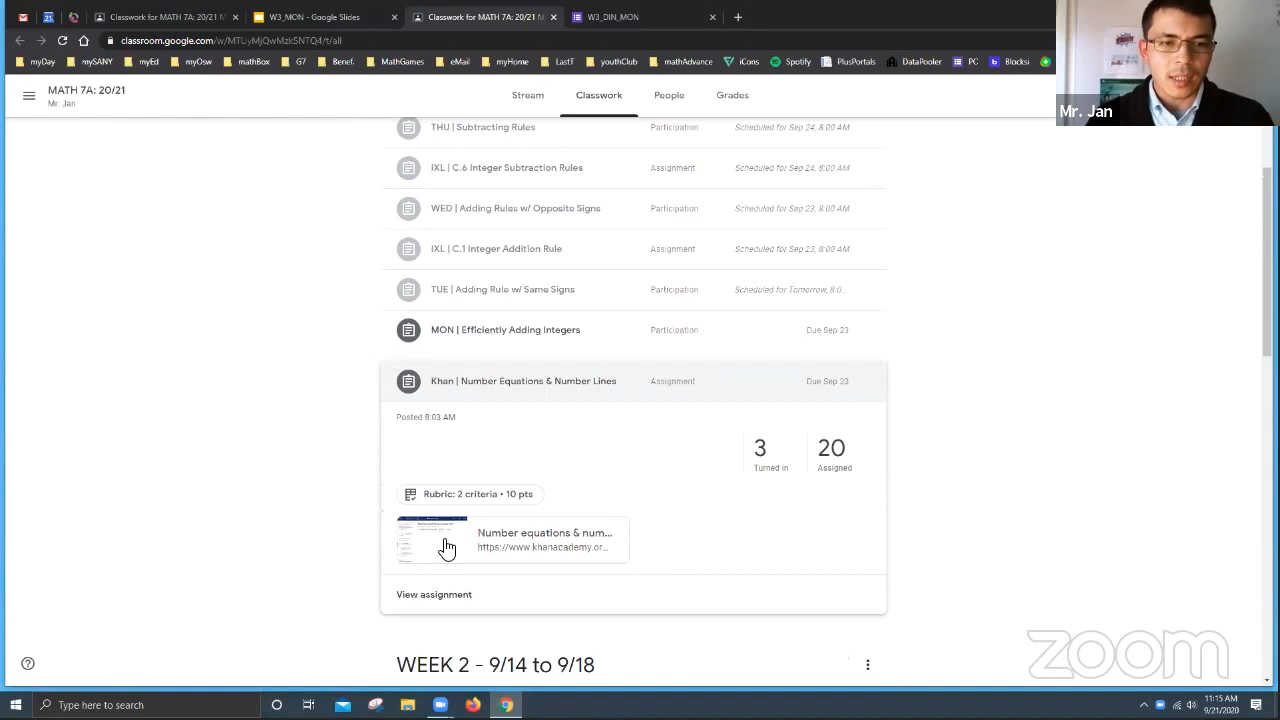 Classwork for MATH 7A: 20/21
W3_MON - Google Slides
Classwork for MATH 7A: 20/21 M
W3_DIN_MON
classroom.google.com/w/MTUyMjQwMzk5NTQ4/t/all
myDay
mySANY
myEd
myOsw
mathBox
G7
Benchmark
MathGames
myTime
LastT
youthClub
mathAdvance
vJans
Spotify
PlusPortals
DataDocs
PC
Blocksi
MATH 7A: 20/21
Mr. Jan
Stream
Classwork
People
Grades
Mr. Jan
THU | Subtracting Rules Participation Scheduled for Sep 24, 8:00 AM
IXL | C.6 Integer Subtraction Rules Assignment Scheduled for Sep 24, 8:00 AM
WED | Adding Rules w/ Opposite Signs Participation Scheduled for Sep 23, 8:00 AM
IXL | C.1 Integer Addition Rule Assignment Scheduled for Sep 23, 8:00 AM
TUE | Adding Rule w/ Same Signs Participation Scheduled for Tomorrow, 8:0..
MON | Efficiently Adding Integers Participation Due Sep 23
Khan | Number Equations & Number Lines Assignment Due Sep 23
Posted 8:03 AM
3 20
Turned in Assigned
Rubric: 2 criteria • 10 pts
Number equations & num...
https://www.khanacademy.or...
View assignment
WEEK 2 - 9/14 to 9/18
zoom
Type here to search
11:15 AM
9/21/2020